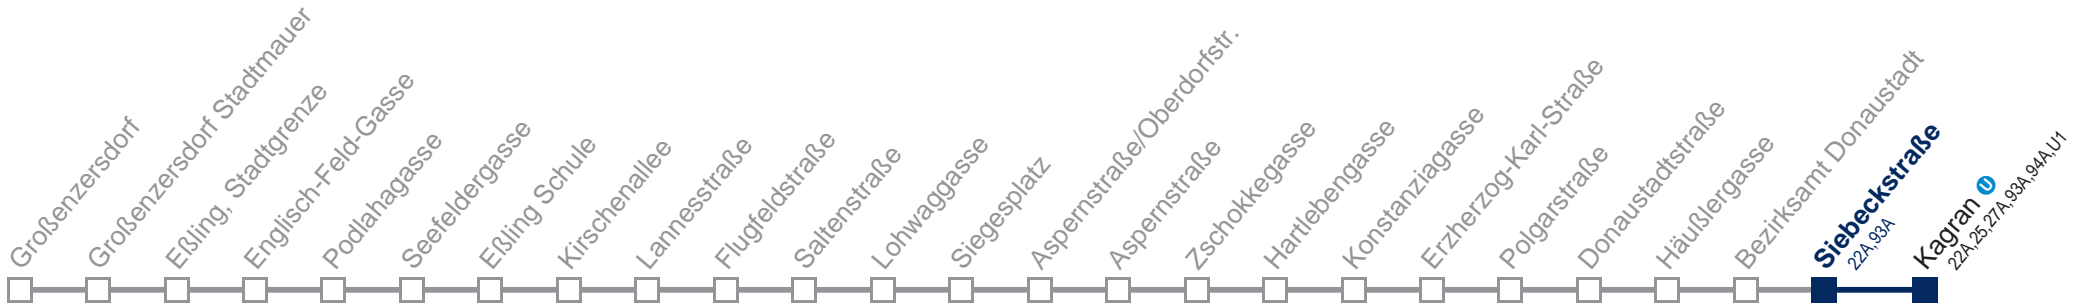 Großenzersdorf
Großenzersdorf Stadtmauer
Eßling, Stadtgrenze
Englisch-Feld-Gasse
Podlahagasse
Seefeldergasse
Eßling Schule
Kirschenallee
Lannesstraße
Flugfeldstraße
Saltenstraße
Lohwaggasse
Siegesplatz
Aspernstraße/Oberdorfstr.
Aspernstraße
Zschokkegasse
Hartlebengasse
Konstanziagasse
Erzherzog-Karl-Straße
Polgarstraße
Donaustadtstraße
Häußlergasse
Bezirksamt Donaustadt
Siebeckstraße
22A,93A
Kagran U
22A,25,27A,93A,94A,U1